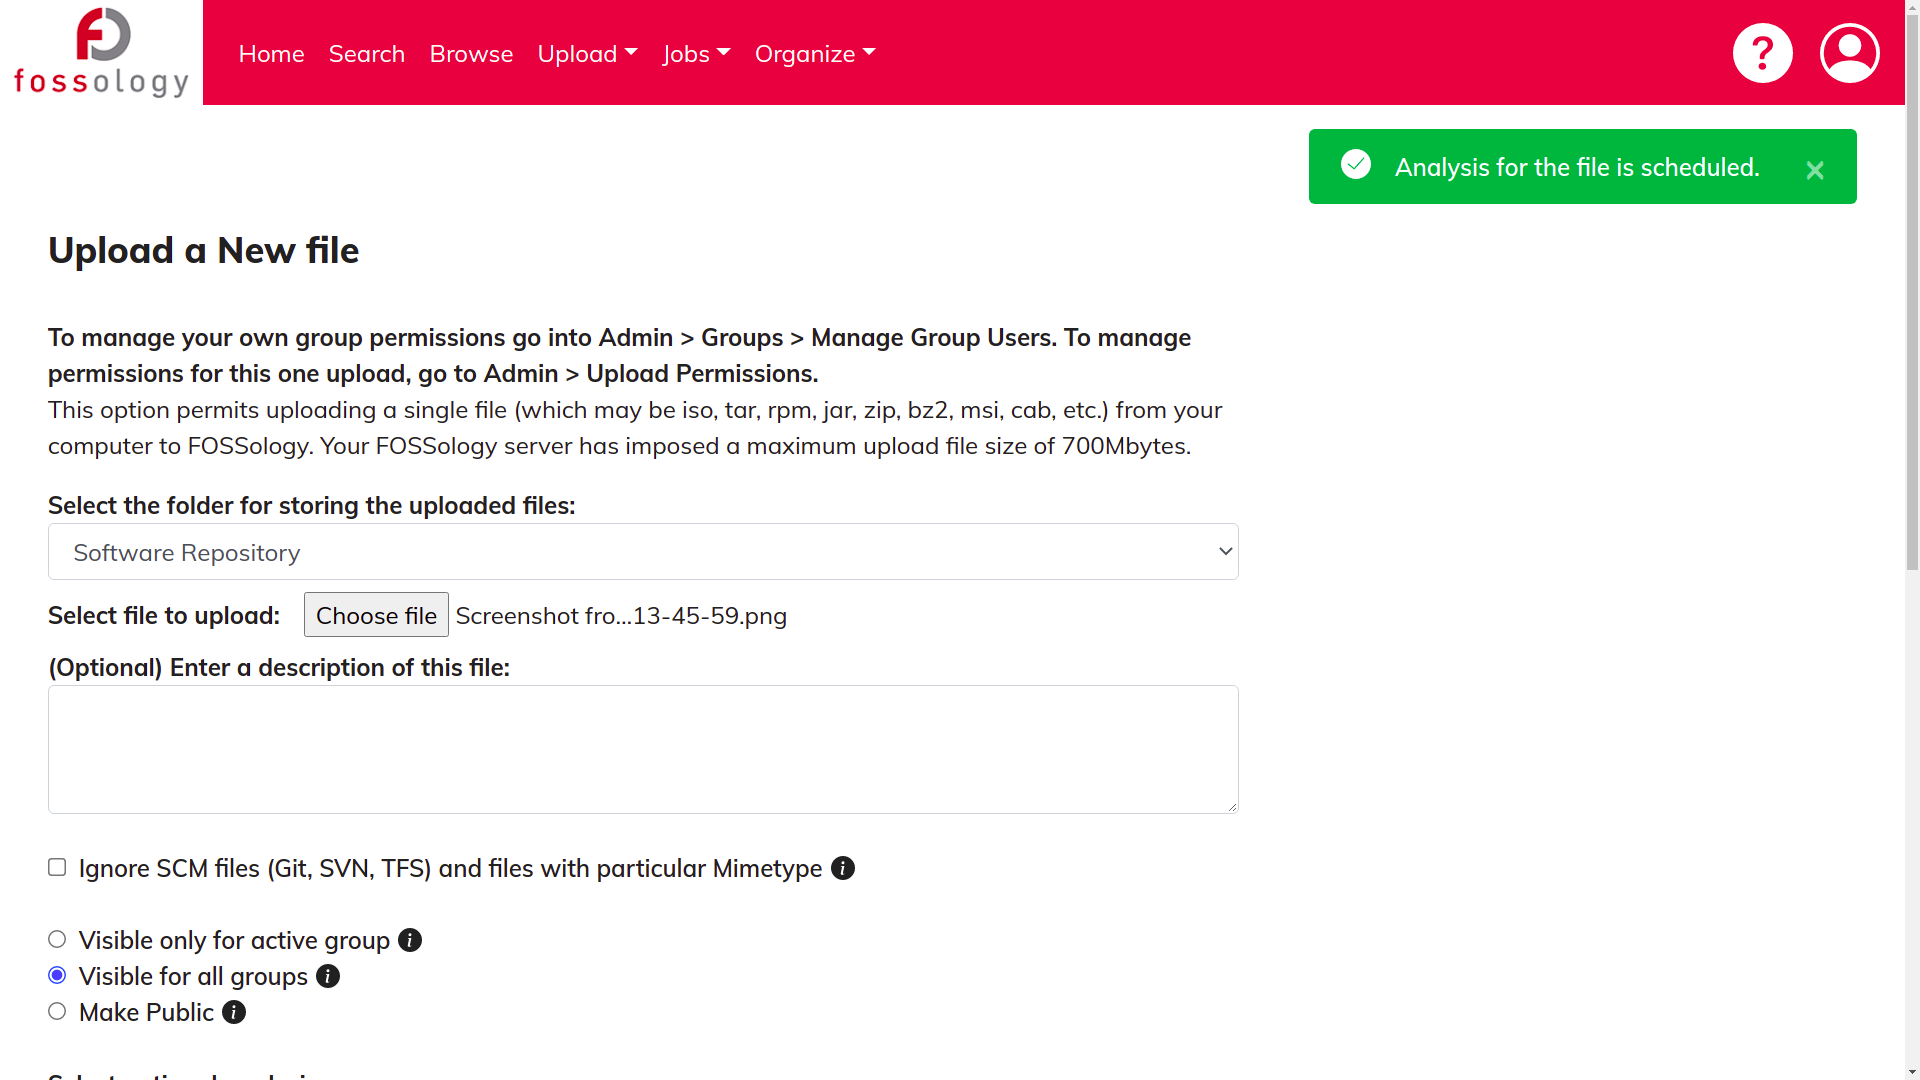 fossology
Home Search Browse Upload Jobs Organize
?
Analysis for the file is scheduled. ×
Upload a New file
To manage your own group permissions go into Admin > Groups > Manage Group Users. To manage
permissions for this one upload, go to Admin > Upload Permissions.
This option permits uploading a single file (which may be iso, tar, rpm, jar, zip, bz2, msi, cab, etc.) from your
computer to FOSSology. Your FOSSology server has imposed a maximum upload file size of 700Mbytes.
Select the folder for storing the uploaded files:
Software Repository
Select file to upload: Choose file Screenshot fro...13-45-59.png
(Optional) Enter a description of this file:
Ignore SCM files (Git, SVN, TFS) and files with particular Mimetype i
Visible only for active group i
Visible for all groups i
Make Public i